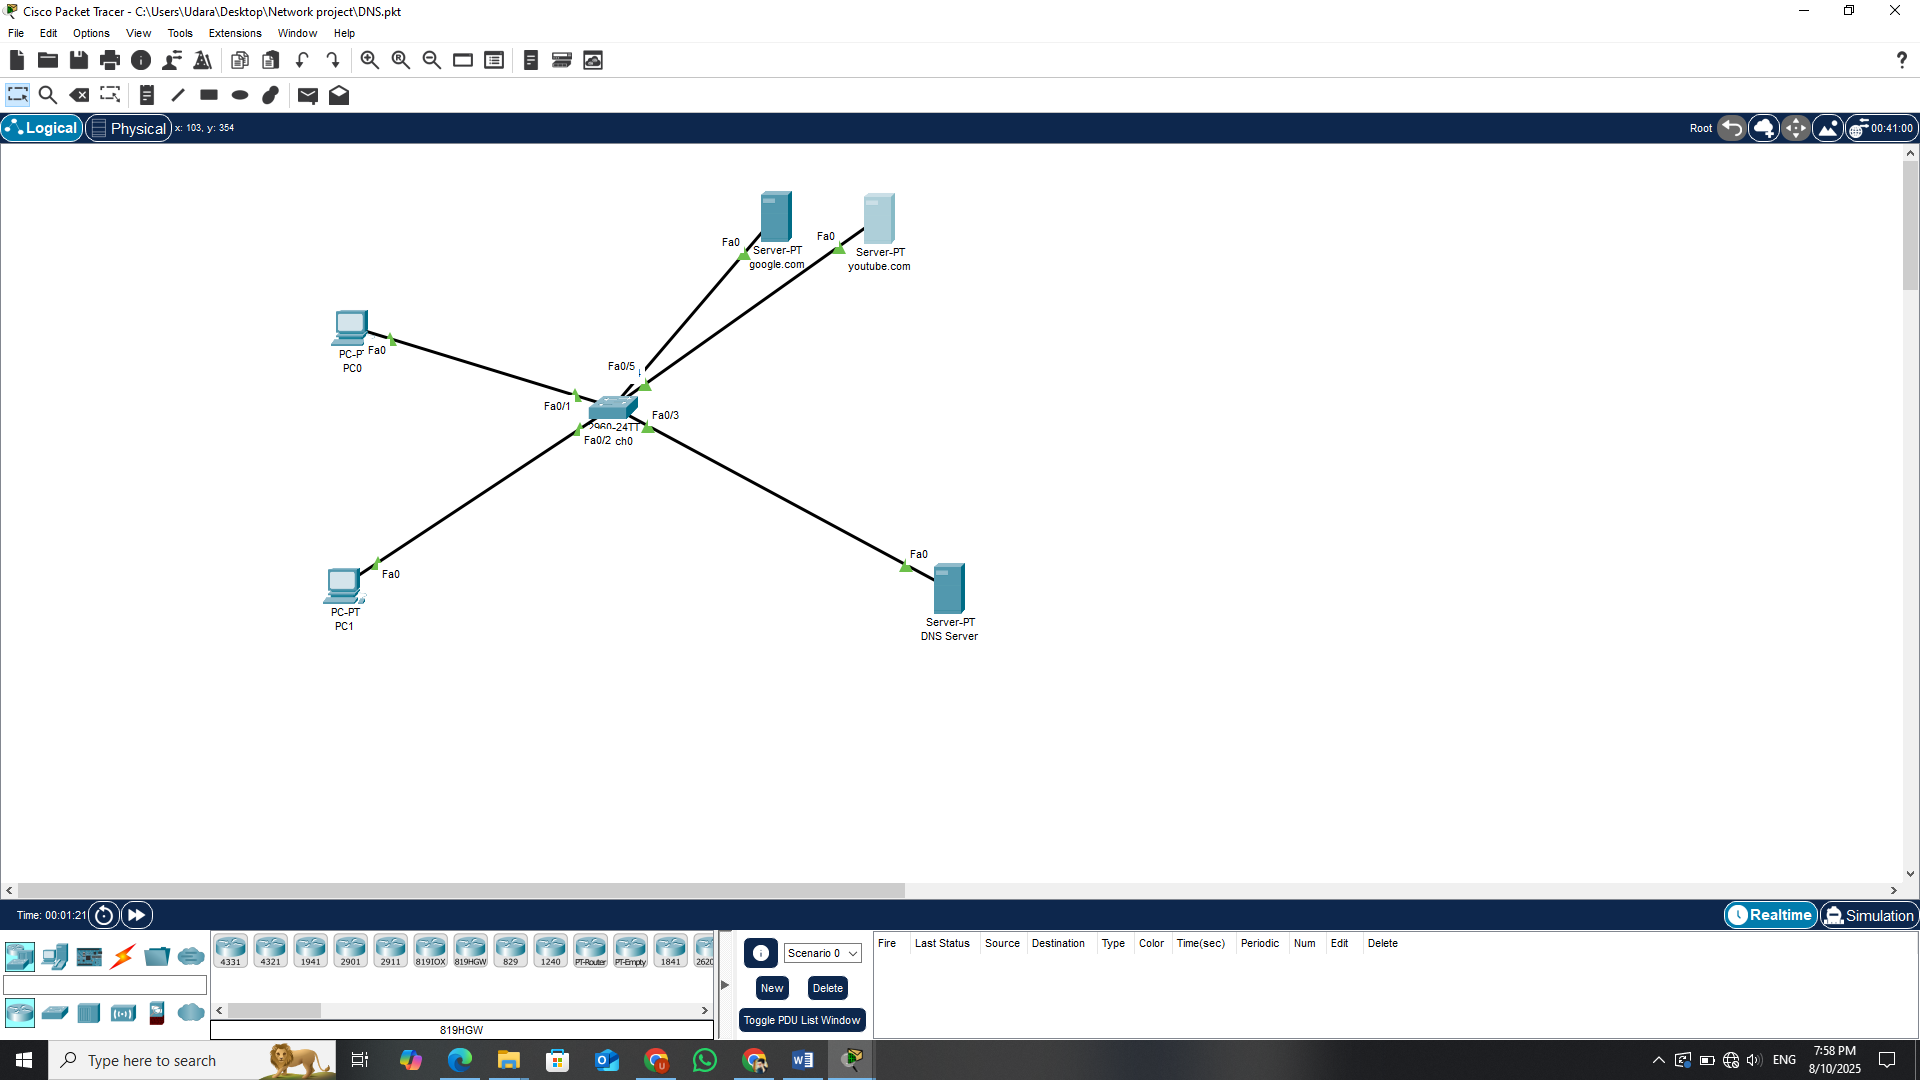 Cisco Packet Tracer - C:\Users\Udara\Desktop\Network project\DNS.pkt
File Edit Options View Tools Extensions Window Help
Logical Physical x: 103, y: 354 Root 00:41:00
Fa0
Server-PT
google.com
Fa0
Server-PT
youtube.com
Fa0
PC-P
PC0
Fa0/5
Fa0/1
Fa0/3
2960-24TT
Fa0/2 ch0
Fa0
PC-PT
PC1
Fa0
Server-PT
DNS Server
Time: 00:01:21 Realtime Simulation
4331 4321 1941 2901 2911 819IOX 819HGW 829 1240 PT-Router PT-Empty 1841 2620
819HGW
Scenario 0
New Delete
Toggle PDU List Window
Fire Last Status Source Destination Type Color Time(sec) Periodic Num Edit Delete
Type here to search
ENG
7:58 PM
8/10/2025